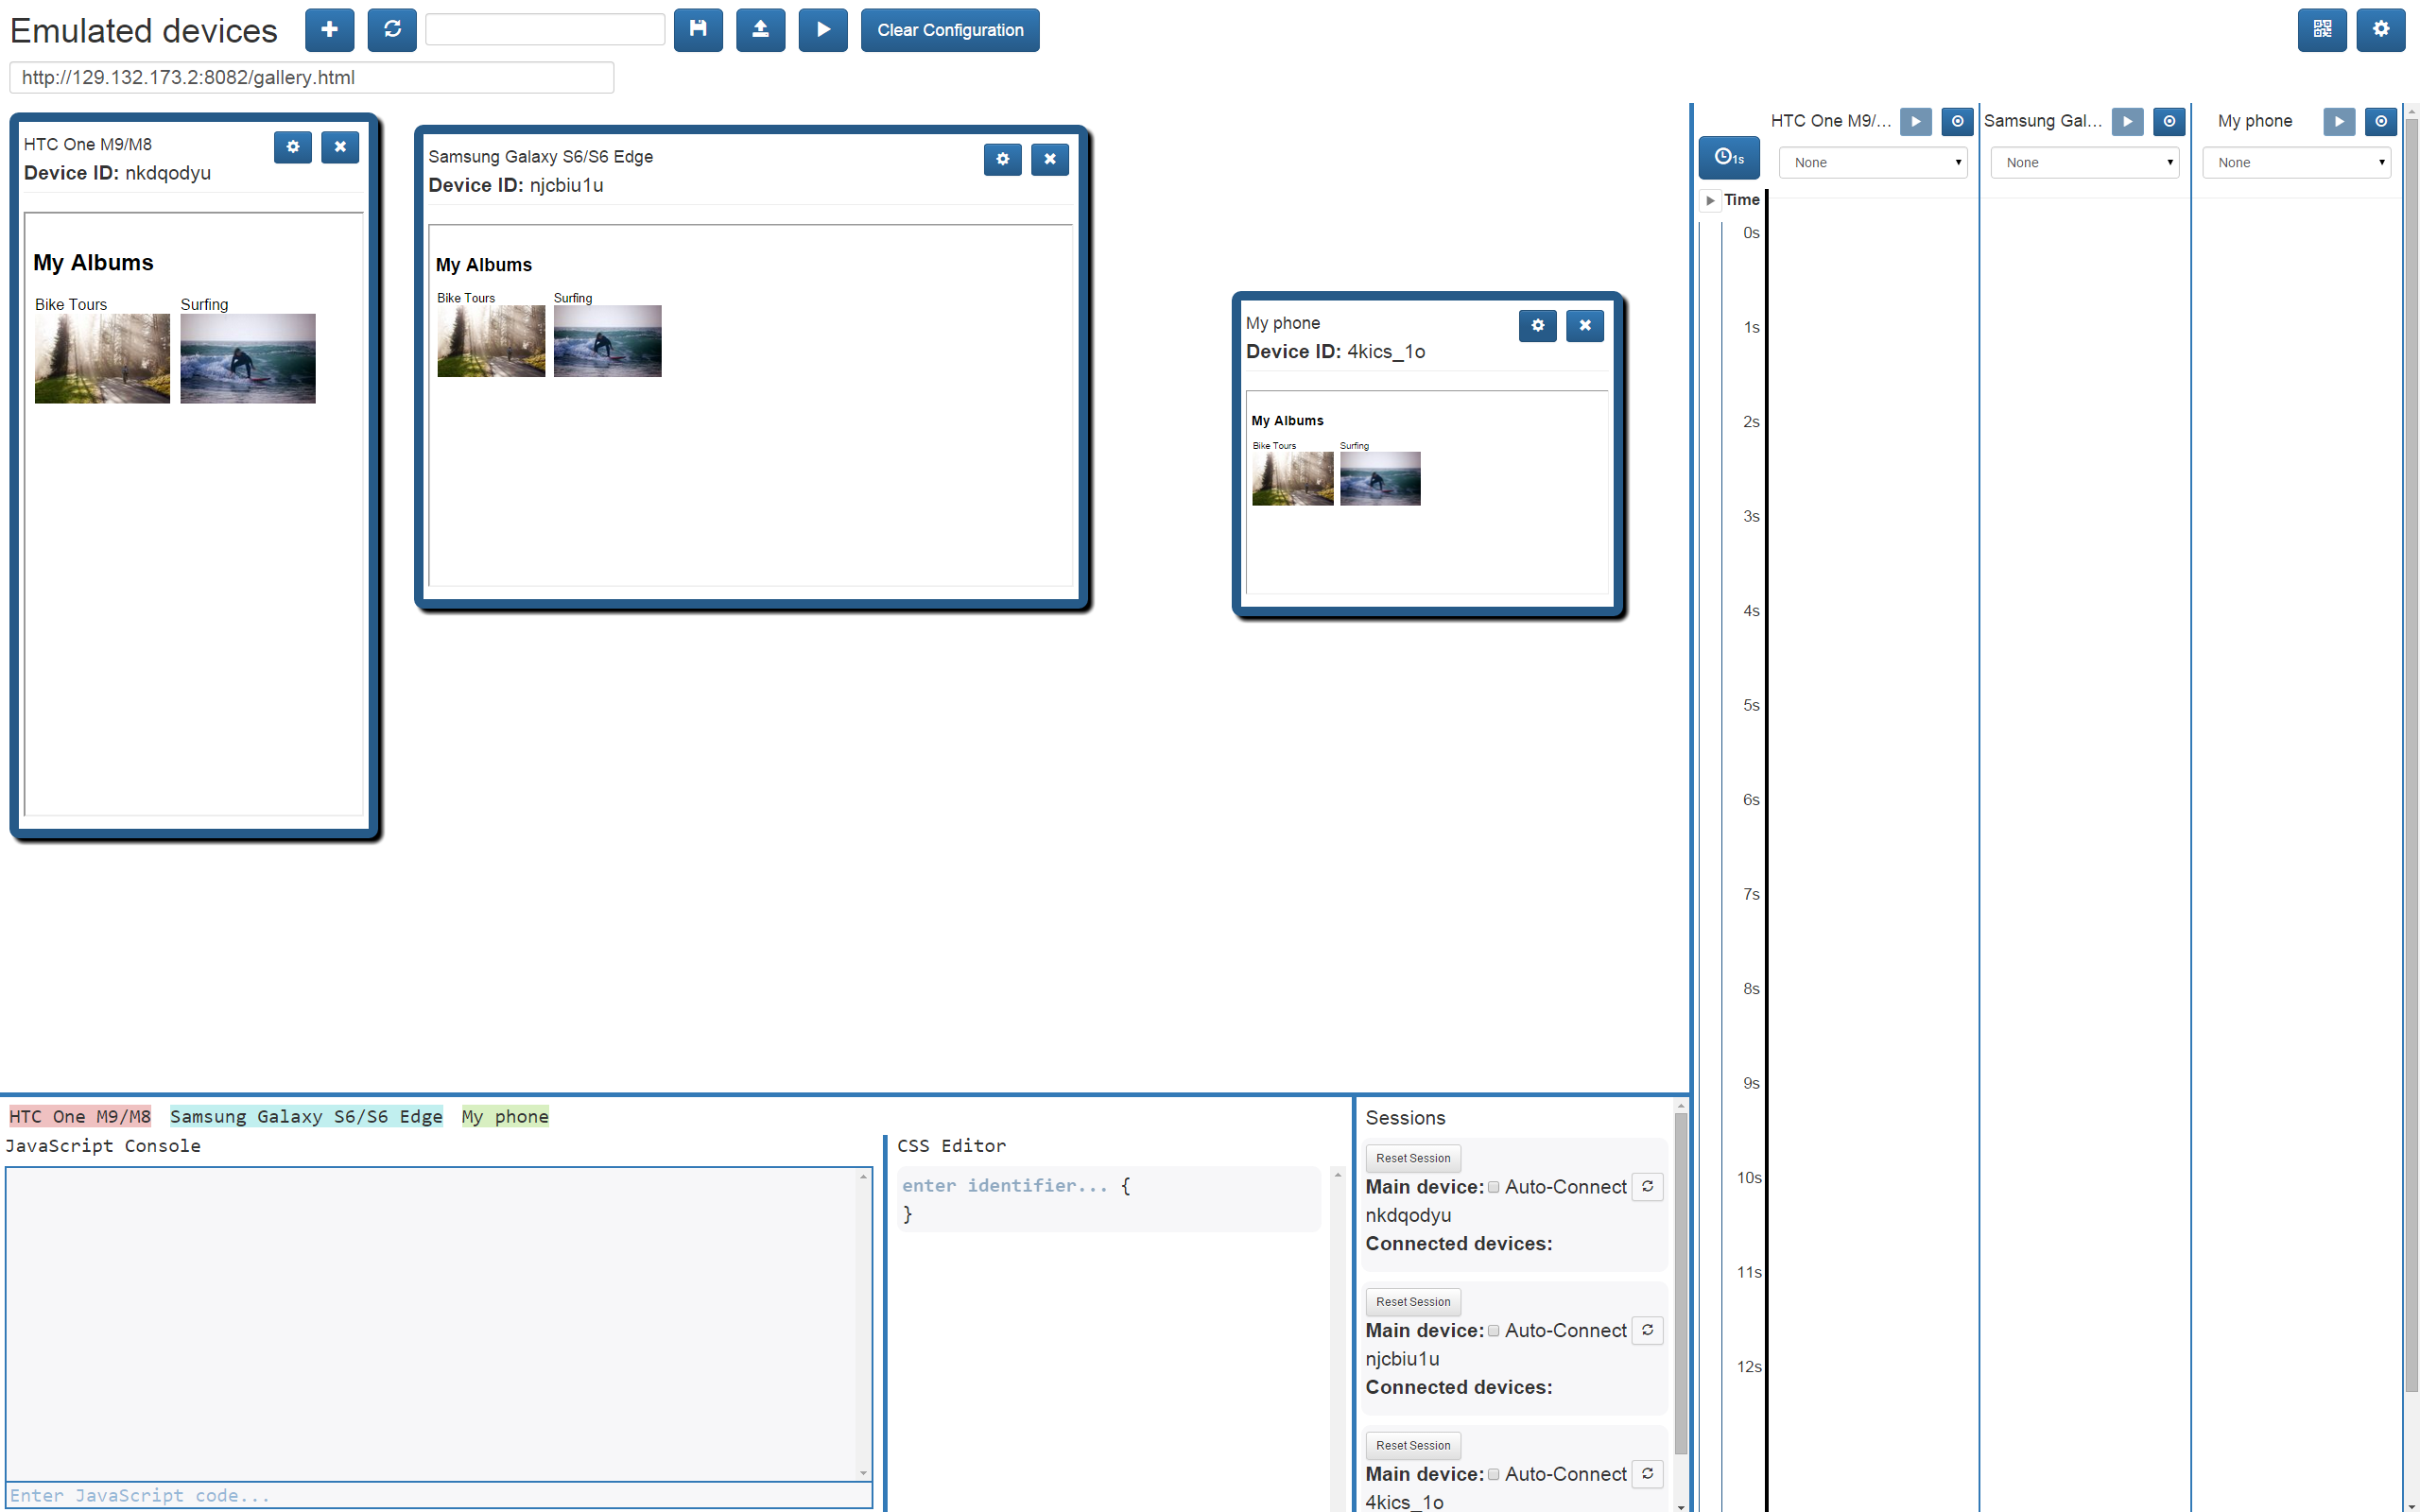 Emulated devices
Clear Configuration
http://129.132.173.2:8082/gallery.html
HTC One M9/M8
Device ID: nkdqodyu
My Albums
Bike Tours
Surfing
Samsung Galaxy S6/S6 Edge
Device ID: njcbiu1u
My Albums
Bike Tours
Surfing
My phone
Device ID: 4kics_1o
My Albums
Bike Tours
Surfing
HTC One M9/...
Samsung Gal...
My phone
1s
None
None
None
Time
0s
1s
2s
3s
4s
5s
6s
7s
8s
9s
10s
11s
12s
HTC One M9/M8 Samsung Galaxy S6/S6 Edge My phone
JavaScript Console
Enter JavaScript code...
CSS Editor
enter identifier... {
}
Sessions
Reset Session
Main device: Auto-Connect
nkdqodyu
Connected devices:
Reset Session
Main device: Auto-Connect
njcbiu1u
Connected devices:
Reset Session
Main device: Auto-Connect
4kics_1o